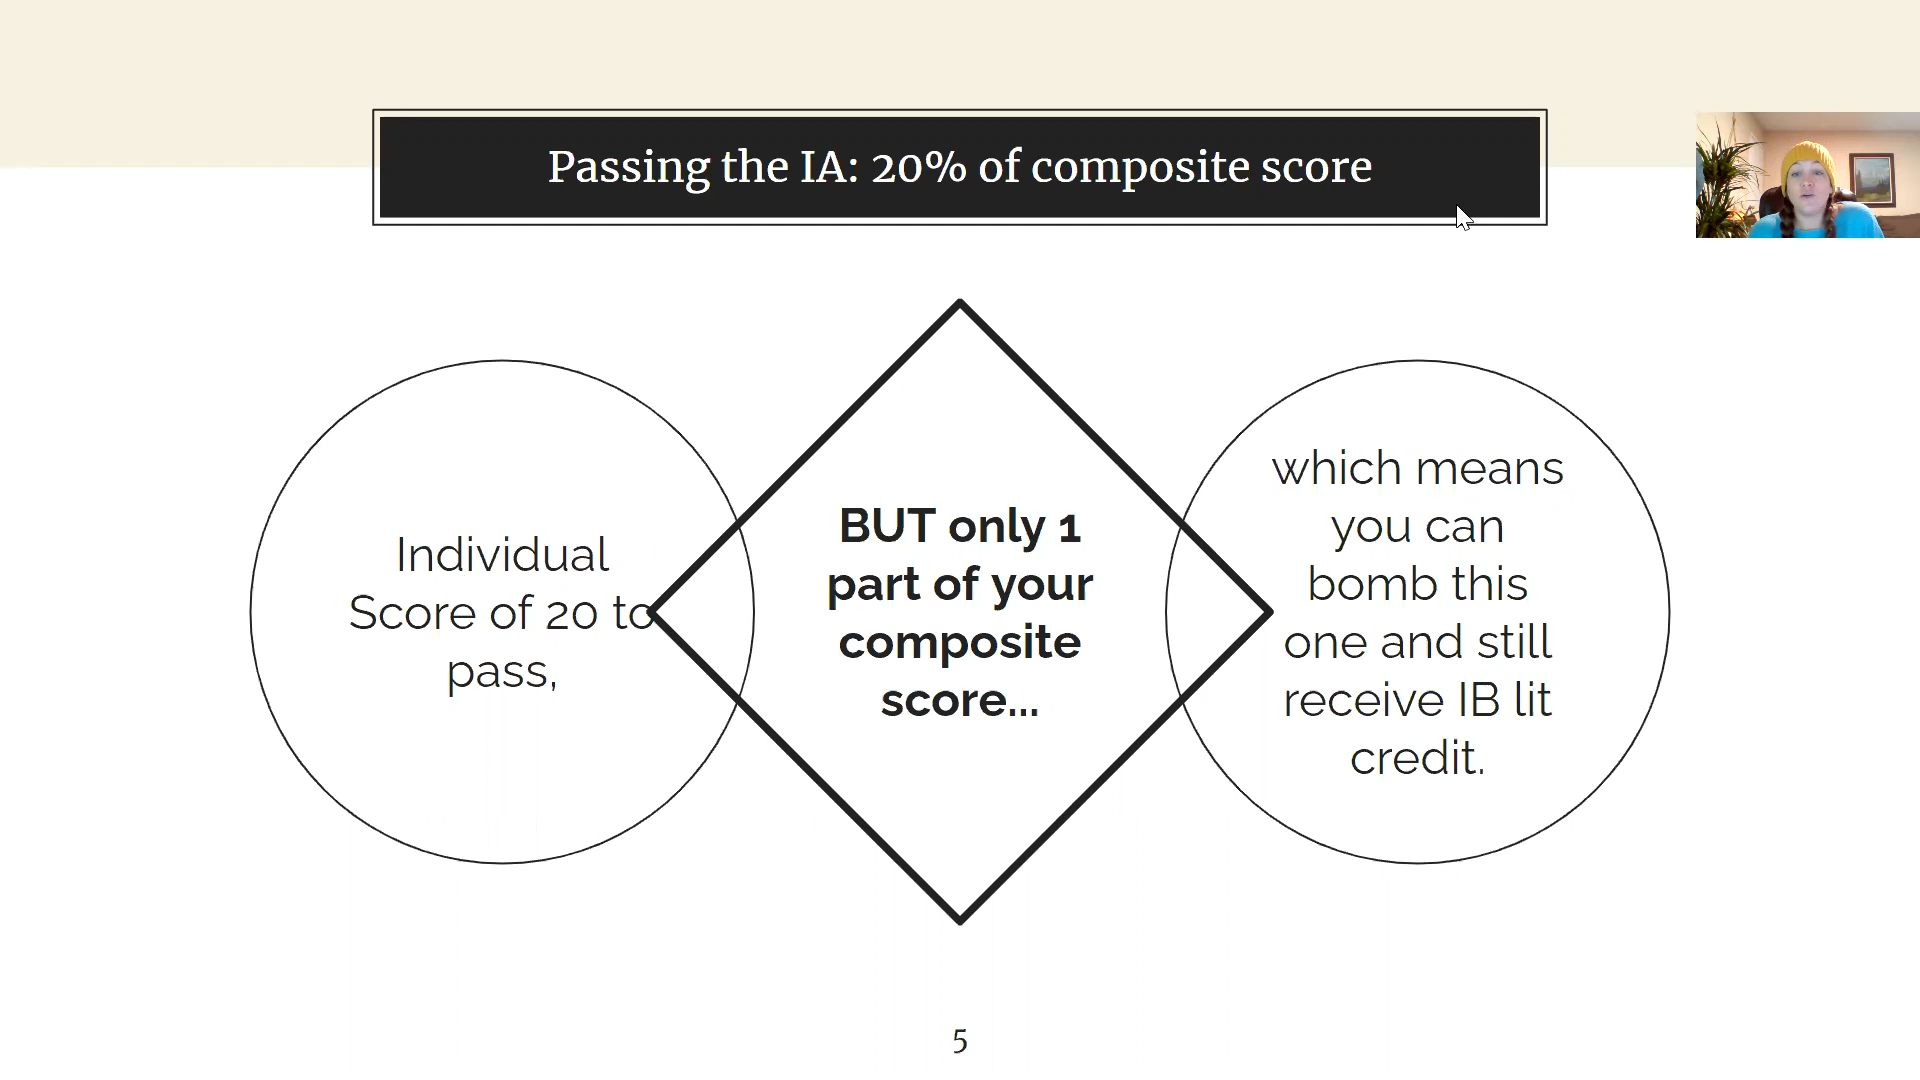 Passing the IA: 20% of composite score
Individual
Score of 20 to
pass,
BUT only 1
part of your
composite
score...
which means
you can
bomb this
one and still
receive IB lit
credit.
5